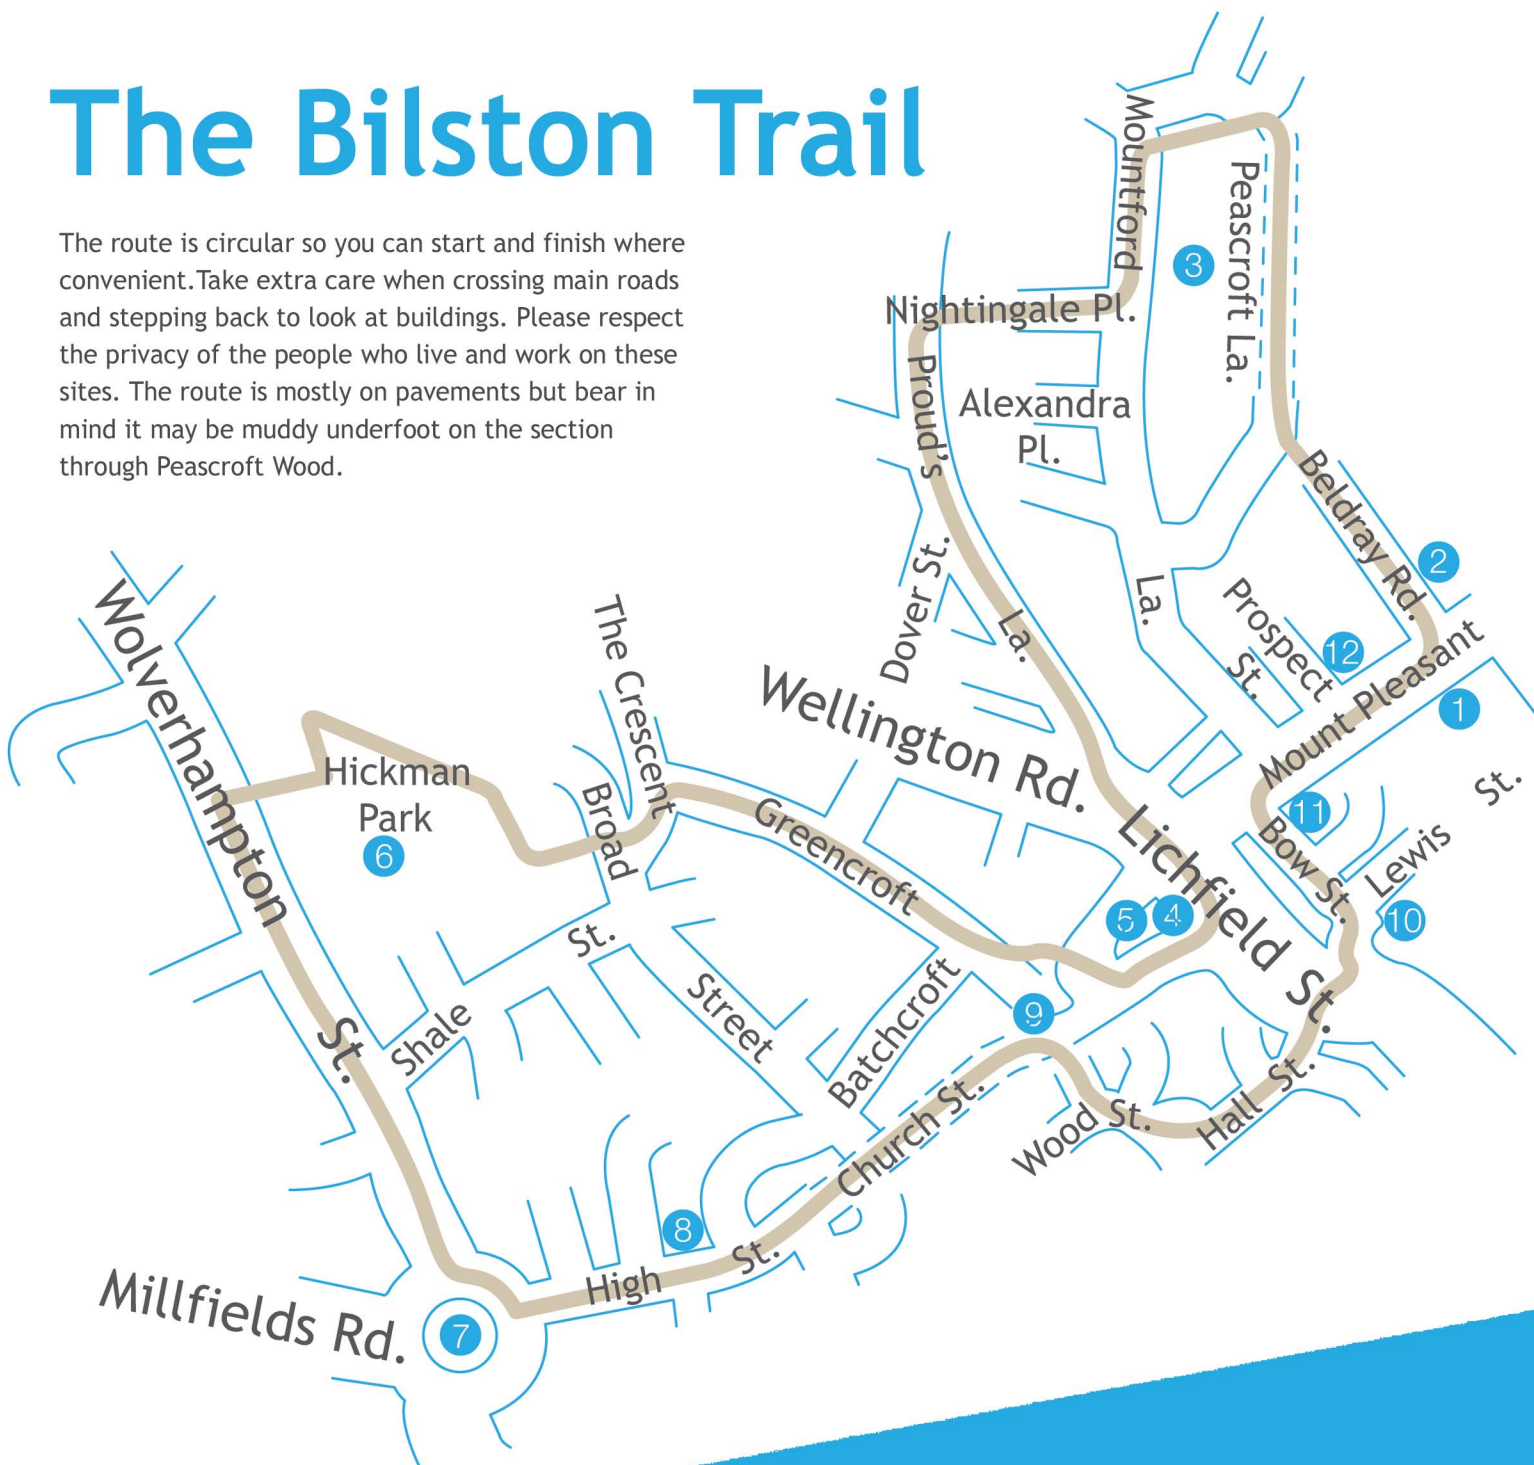 The Bilston Trail
The route is circular so you can start and finish where
convenient.Take extra care when crossing main roads
and stepping back to look at buildings. Please respect
the privacy of the people who live and work on these
sites. The route is mostly on pavements but bear in
mind it may be muddy underfoot on the section
through Peascroft Wood.
Mountford
La.
Peascroft La.
3
Nightingale Pl.
Proud's
La.
Alexandra
Pl.
Beldray Rd.
2
Dover St.
Prospect
St.
12
Mount Pleasant
1
Wolverhampton
St.
The Crescent
Wellington Rd.
Hickman
Park
6
Broad
Street
Greencroft
Lichfield St.
11
Bow St.
Lewis
St.
10
5
4
Shale
St.
Batchcroft
9
Church St.
Wood St.
Hall St.
8
High
St.
Millfields Rd.
7